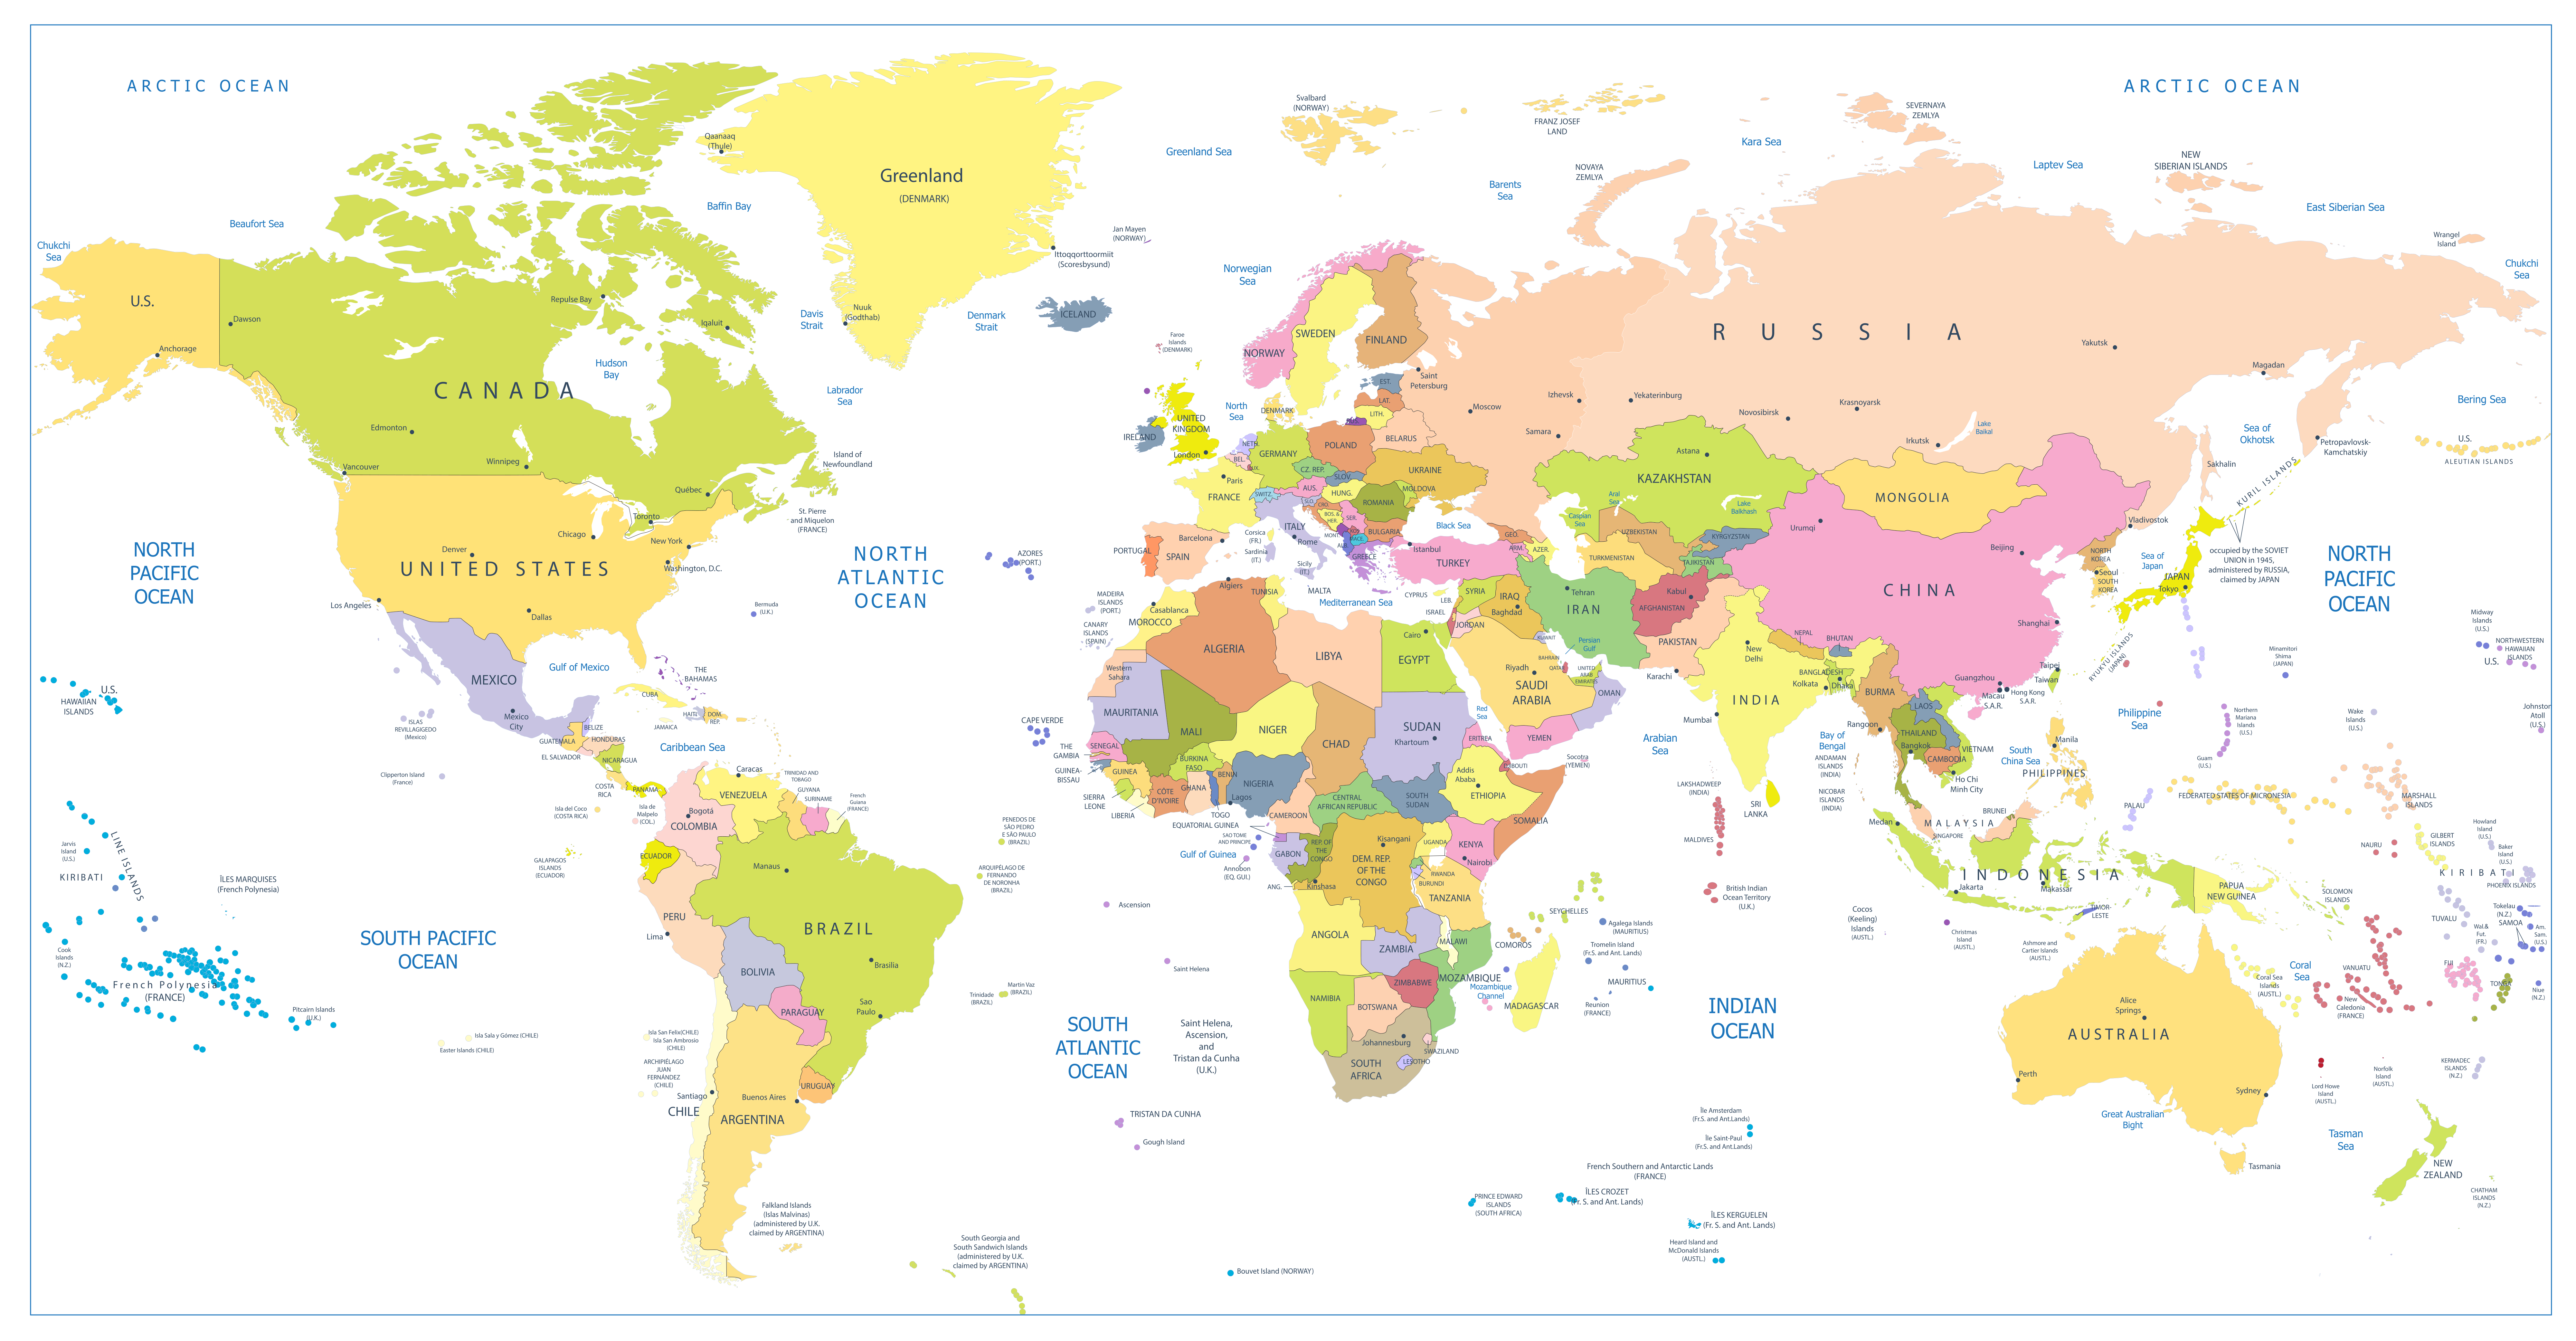 ARCTIC OCEAN
ARCTIC OCEAN
Chukchi
Sea
Beaufort Sea
Baffin Bay
Qaanaaq
(Thule)
Greenland
(DENMARK)
Ittoqqorttoormiit
(Scoresbysund)
Nuuk
(Godthab)
Davis
Strait
Denmark
Strait
Jan Mayen
(NORWAY)
ICELAND
Greenland Sea
Svalbard
(NORWAY)
FRANZ JOSEF
LAND
NOVAYA
ZEMLYA
Barents
Sea
Kara Sea
SEVERNAYA
ZEMLYA
Laptev Sea
NEW
SIBERIAN ISLANDS
East Siberian Sea
Wrangel
Island
Chukchi
Sea
Norwegian
Sea
U.S.
Anchorage
Dawson
Repulse Bay
Iqaluit
Hudson
Bay
Labrador
Sea
CANADA
Edmonton
Winnipeg
Vancouver
Québec
Toronto
Island of
Newfoundland
St. Pierre
and Miquelon
(FRANCE)
UNITED STATES
Chicago
New York
Denver
Washington, D.C.
Los Angeles
Dallas
NORTH
PACIFIC
OCEAN
NORTH
ATLANTIC
OCEAN
Bermuda
(U.K.)
AZORES
(PORT.)
Gulf of Mexico
MEXICO
Mexico
City
THE
BAHAMAS
CUBA
HAITI
DOM.
REP.
JAMAICA
BELIZE
GUATEMALA
HONDURAS
EL SALVADOR
NICARAGUA
COSTA
RICA
PANAMA
Caribbean Sea
U.S.
HAWAIIAN
ISLANDS
ISLAS
REVILLAGIGEDO
(Mexico)
Clipperton Island
(France)
Isla del Coco
(COSTA RICA)
Isla de
Malpelo
(COL.)
GALAPAGOS
ISLANDS
(ECUADOR)
Jarvis
Island
(U.S.)
KIRIBATI
LINE ISLANDS
ÎLES MARQUISES
(French Polynesia)
Cook
Islands
(N.Z.)
French Polynesia
(FRANCE)
Pitcairn Islands
(U.K.)
SOUTH PACIFIC
OCEAN
Isla Sala y Gómez (CHILE)
Easter Islands (CHILE)
Isla San Felix(CHILE)
Isla San Ambrosio
(CHILE)
ARCHIPIÉLAGO
JUAN
FERNÁNDEZ
(CHILE)
Caracas
TRINIDAD AND
TOBAGO
VENEZUELA
GUYANA
SURINAME
French
Guiana
(FRANCE)
Bogotá
COLOMBIA
ECUADOR
Manaus
PERU
Lima
BRAZIL
Brasilia
BOLIVIA
Sao
Paulo
PARAGUAY
URUGUAY
Santiago
CHILE
Buenos Aires
ARGENTINA
Falkland Islands
(Islas Malvinas)
(administered by U.K.
claimed by ARGENTINA)
South Georgia and
South Sandwich Islands
(administered by U.K.
claimed by ARGENTINA)
PENEDOS DE
SÃO PEDRO
E SÃO PAULO
(BRAZIL)
ARQUIPÉLAGO DE
FERNANDO
DE NORONHA
(BRAZIL)
Martin Vaz
(BRAZIL)
Trinidade
(BRAZIL)
SOUTH
ATLANTIC
OCEAN
Saint Helena,
Ascension,
and
Tristan da Cunha
(U.K.)
Ascension
Saint Helena
TRISTAN DA CUNHA
Gough Island
Bouvet Island (NORWAY)
Faroe
Islands
(DENMARK)
NORWAY
SWEDEN
FINLAND
EST.
LAT.
LITH.
RUS.
North
Sea
DENMARK
UNITED
KINGDOM
IRELAND
London
NETH.
BEL.
LUX.
GERMANY
POLAND
BELARUS
UKRAINE
CZ. REP.
SLOV.
AUS.
HUNG.
MOLDOVA
ROMANIA
Paris
FRANCE
SWITZ.
SLO.
CRO.
BOS. &
HER.
SER.
MONT.
KOS.
MACE.
ALB.
BULGARIA
GREECE
ITALY
Rome
Corsica
(FR.)
Sardinia
(IT.)
Sicily
(IT.)
MALTA
Barcelona
PORTUGAL
SPAIN
Black Sea
Istanbul
TURKEY
CYPRUS
Mediterranean Sea
GEO.
ARM.
AZER.
Caspian
Sea
Aral
Sea
RUSSIA
Saint
Petersburg
Moscow
Izhevsk
Samara
Yekaterinburg
Novosibirsk
Krasnoyarsk
Irkutsk
Lake
Baikal
Yakutsk
Magadan
Sea of
Okhotsk
Sakhalin
Petropavlovsk-
Kamchatskiy
Bering Sea
U.S.
ALEUTIAN ISLANDS
KURIL ISLANDS
occupied by the SOVIET
UNION in 1945,
administered by RUSSIA,
claimed by JAPAN
Vladivostok
Astana
KAZAKHSTAN
Lake
Balkhash
UZBEKISTAN
KYRGYZSTAN
TURKMENISTAN
TAJIKISTAN
MONGOLIA
Urumqi
Beijing
CHINA
Shanghai
Guangzhou
Macau
S.A.R.
Hong Kong
S.A.R.
Taipei
Taiwan
NORTH
KOREA
Seoul
SOUTH
KOREA
Sea of
Japan
JAPAN
Tokyo
RYUKYU ISLANDS
(JAPAN)
NORTH
PACIFIC
OCEAN
MADEIRA
ISLANDS
(PORT.)
CANARY
ISLANDS
(SPAIN)
Casablanca
MOROCCO
Algiers
TUNISIA
ALGERIA
LIBYA
Cairo
EGYPT
Western
Sahara
MAURITANIA
MALI
NIGER
CHAD
SUDAN
Khartoum
ERITREA
Red
Sea
CAPE VERDE
SENEGAL
THE
GAMBIA
GUINEA-
BISSAU
GUINEA
SIERRA
LEONE
LIBERIA
CÔTE
D'IVOIRE
BURKINA
FASO
GHANA
BENIN
TOGO
NIGERIA
Lagos
CAMEROON
CENTRAL
AFRICAN REPUBLIC
SOUTH
SUDAN
Addis
Ababa
ETHIOPIA
DJIBOUTI
SOMALIA
EQUATORIAL GUINEA
SAO TOME
AND PRINCIPE
Gulf of Guinea
Annobon
(EQ. GUI.)
GABON
REP. OF
THE
CONGO
ANG.
Kinshasa
Kisangani
DEM. REP.
OF THE
CONGO
UGANDA
KENYA
Nairobi
RWANDA
BURUNDI
TANZANIA
ANGOLA
ZAMBIA
MALAWI
MOZAMBIQUE
Mozambique
Channel
ZIMBABWE
NAMIBIA
BOTSWANA
Johannesburg
SWAZILAND
LESOTHO
SOUTH
AFRICA
COMOROS
MADAGASCAR
SEYCHELLES
Agalega Islands
(MAURITIUS)
Tromelin Island
(Fr.S. and Ant. Lands)
MAURITIUS
Reunion
(FRANCE)
LEB.
ISRAEL
SYRIA
JORDAN
IRAQ
Baghdad
Tehran
IRAN
KUWAIT
Persian
Gulf
BAHRAIN
QATAR
UNITED
ARAB
EMIRATES
Riyadh
SAUDI
ARABIA
OMAN
YEMEN
Socotra
(YEMEN)
Kabul
AFGHANISTAN
PAKISTAN
Karachi
New
Delhi
NEPAL
BHUTAN
BANGLADESH
Dhaka
Kolkata
INDIA
Mumbai
Arabian
Sea
Bay of
Bengal
LAKSHADWEEP
(INDIA)
SRI
LANKA
MALDIVES
ANDAMAN
ISLANDS
(INDIA)
NICOBAR
ISLANDS
(INDIA)
British Indian
Ocean Territory
(U.K.)
BURMA
Rangoon
LAOS
THAILAND
Bangkok
VIETNAM
CAMBODIA
Ho Chi
Minh City
South
China Sea
Manila
PHILIPPINES
Philippine
Sea
PALAU
BRUNEI
MALAYSIA
SINGAPORE
Medan
INDONESIA
Jakarta
Makassar
TIMOR-
LESTE
PAPUA
NEW GUINEA
Cocos
(Keeling)
Islands
(AUSTL.)
Christmas
Island
(AUSTL.)
Ashmore and
Cartier Islands
(AUSTL.)
INDIAN
OCEAN
AUSTRALIA
Alice
Springs
Perth
Sydney
Great Australian
Bight
Tasmania
Tasman
Sea
NEW
ZEALAND
CHATHAM
ISLANDS
(N.Z.)
Coral Sea
Islands
(AUSTL.)
Coral
Sea
Lord Howe
Island
(AUSTL.)
Norfolk
Island
(AUSTL.)
KERMADEC
ISLANDS
(N.Z.)
New
Caledonia
(FRANCE)
VANUATU
FIJI
TONGA
Niue
(N.Z.)
SOLOMON
ISLANDS
TUVALU
Wal.&
Fut.
(FR.)
Tokelau
(N.Z.)
SAMOA
Am.
Sam.
(U.S.)
KIRIBATI
PHOENIX ISLANDS
Baker
Island
(U.S.)
Howland
Island
(U.S.)
GILBERT
ISLANDS
NAURU
MARSHALL
ISLANDS
FEDERATED STATES OF MICRONESIA
Guam
(U.S.)
Northern
Mariana
Islands
(U.S.)
Wake
Islands
(U.S.)
Johnston
Atoll
(U.S.)
Minamitori
Shima
(JAPAN)
Midway
Islands
(U.S.)
NORTHWESTERN
HAWAIIAN
ISLANDS
U.S.
Île Amsterdam
(Fr.S. and Ant.Lands)
Île Saint-Paul
(Fr.S. and Ant.Lands)
French Southern and Antarctic Lands
(FRANCE)
PRINCE EDWARD
ISLANDS
(SOUTH AFRICA)
ÎLES CROZET
(Fr. S. and Ant. Lands)
ÎLES KERGUELEN
(Fr. S. and Ant. Lands)
Heard Island and
McDonald Islands
(AUSTL.)